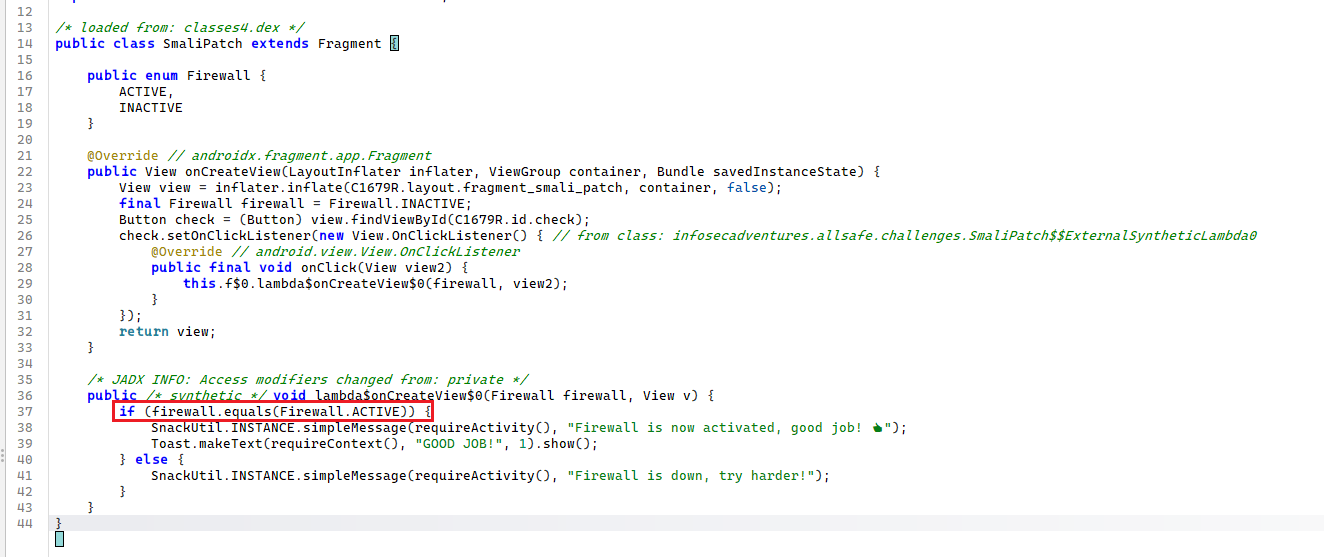 12
13 /* loaded from: classes4.dex */
14 public class SmaliPatch extends Fragment {
15
16     public enum Firewall {
17         ACTIVE,
18         INACTIVE
19     }
20
21     @Override // androidx.fragment.app.Fragment
22     public View onCreateView(LayoutInflater inflater, ViewGroup container, Bundle savedInstanceState) {
23         View view = inflater.inflate(C1679R.layout.fragment_smali_patch, container, false);
24         final Firewall firewall = Firewall.INACTIVE;
25         Button check = (Button) view.findViewById(C1679R.id.check);
26         check.setOnClickListener(new View.OnClickListener() { // from class: infosecadventures.allsafe.challenges.SmaliPatch$$ExternalSyntheticLambda0
27             @Override // android.view.View.OnClickListener
28             public final void onClick(View view2) {
29                 this.f$0.lambda$onCreateView$0(firewall, view2);
30             }
31         });
32         return view;
33     }
34
35     /* JADX INFO: Access modifiers changed from: private */
36     public /* synthetic */ void lambda$onCreateView$0(Firewall firewall, View v) {
37         if (firewall.equals(Firewall.ACTIVE)) {
38             SnackUtil.INSTANCE.simpleMessage(requireActivity(), "Firewall is now activated, good job! 👍");
39             Toast.makeText(requireContext(), "GOOD JOB!", 1).show();
40         } else {
41             SnackUtil.INSTANCE.simpleMessage(requireActivity(), "Firewall is down, try harder!");
42         }
43     }
44 }